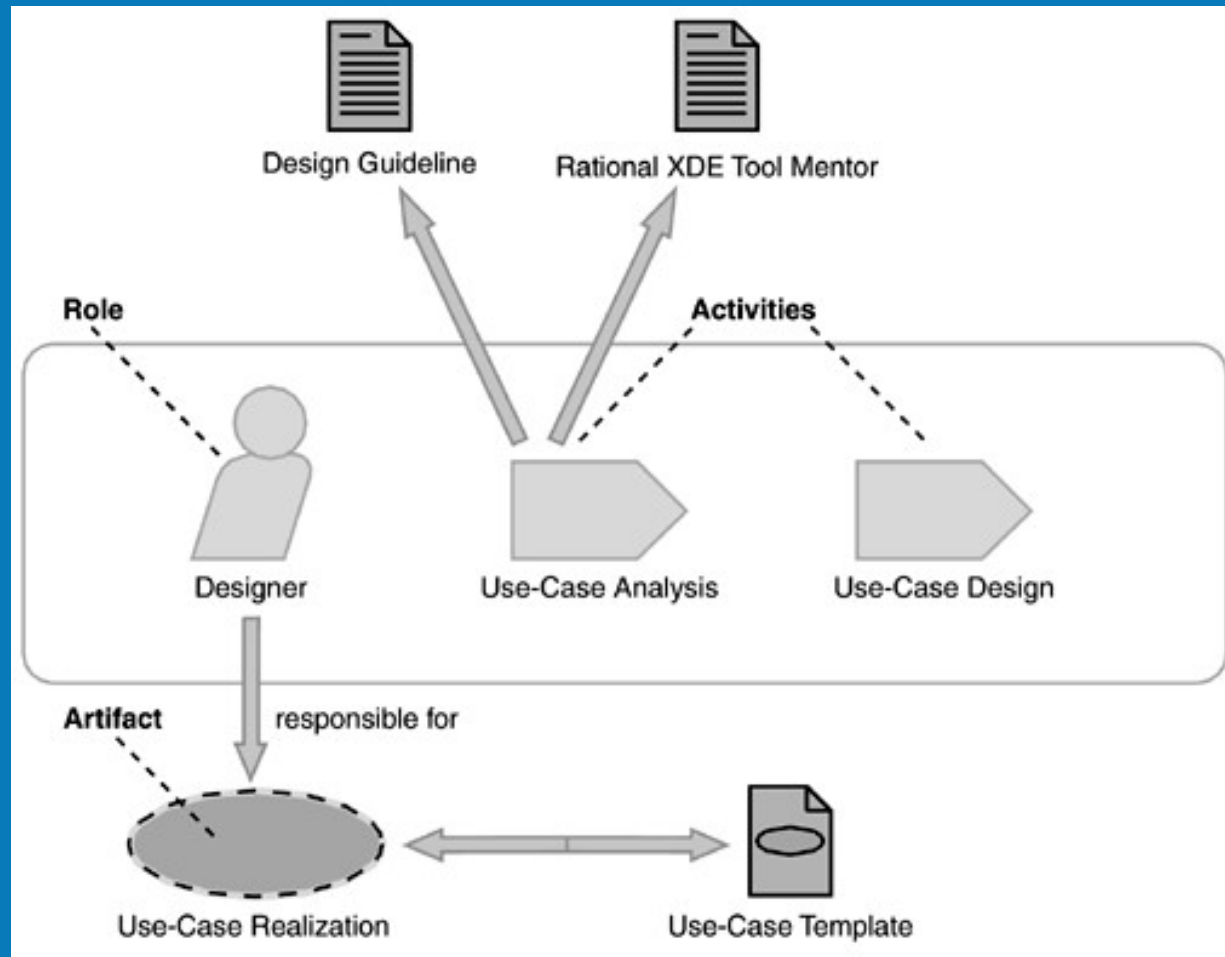 Design Guideline
Rational XDE Tool Mentor
Role
Activities
Designer
Use-Case Analysis
Use-Case Design
Artifact
responsible for
Use-Case Realization
Use-Case Template